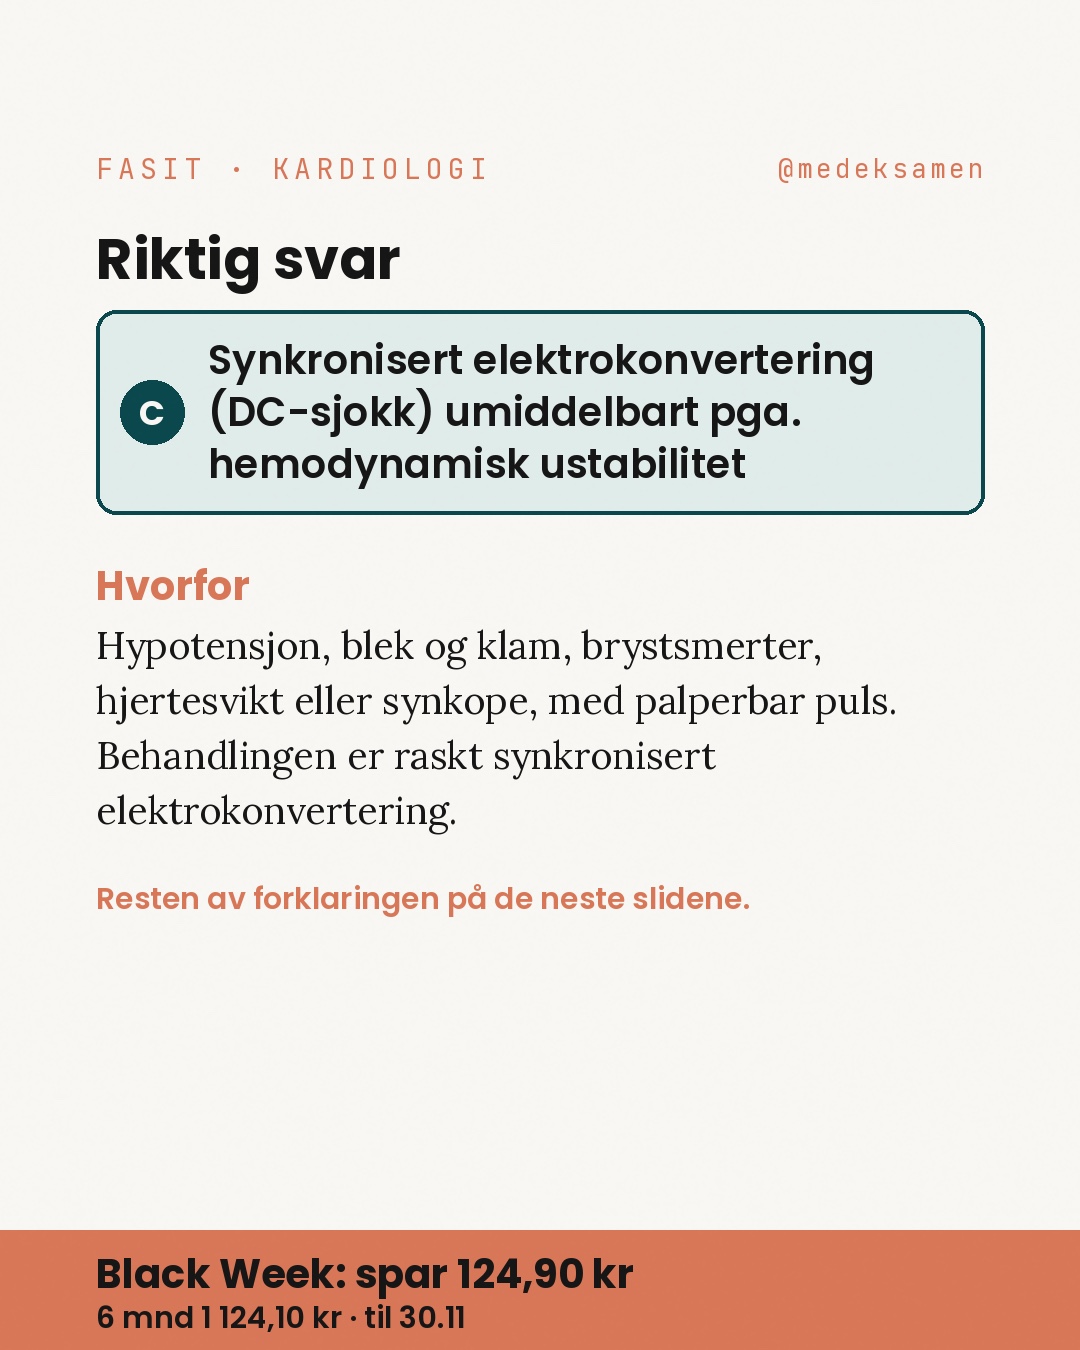 FASIT · KARDIOLOGI
@medeksamen
Riktig svar
C
Synkronisert elektrokonvertering
(DC-sjokk) umiddelbart pga.
hemodynamisk ustabilitet
Hvorfor
Hypotensjon, blek og klam, brystsmerter,
hjertesvikt eller synkope, med palperbar puls.
Behandlingen er raskt synkronisert
elektrokonvertering.
Resten av forklaringen på de neste slidene.
Black Week: spar 124,90 kr
6 mnd 1 124,10 kr · til 30.11